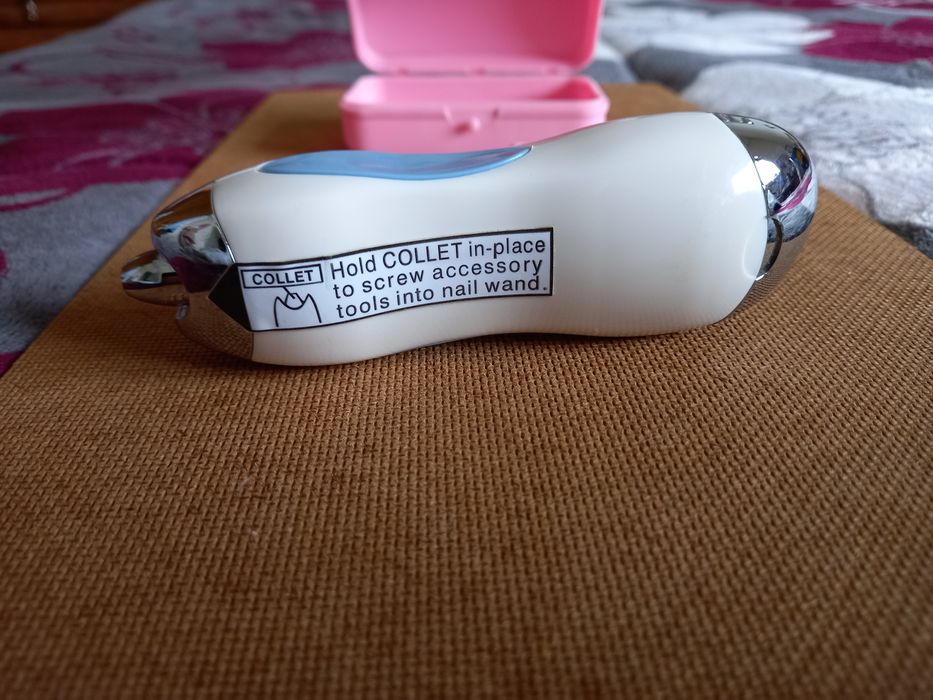 COLLET
Hold COLLET in-place
to screw accessory
tools into nail wand.